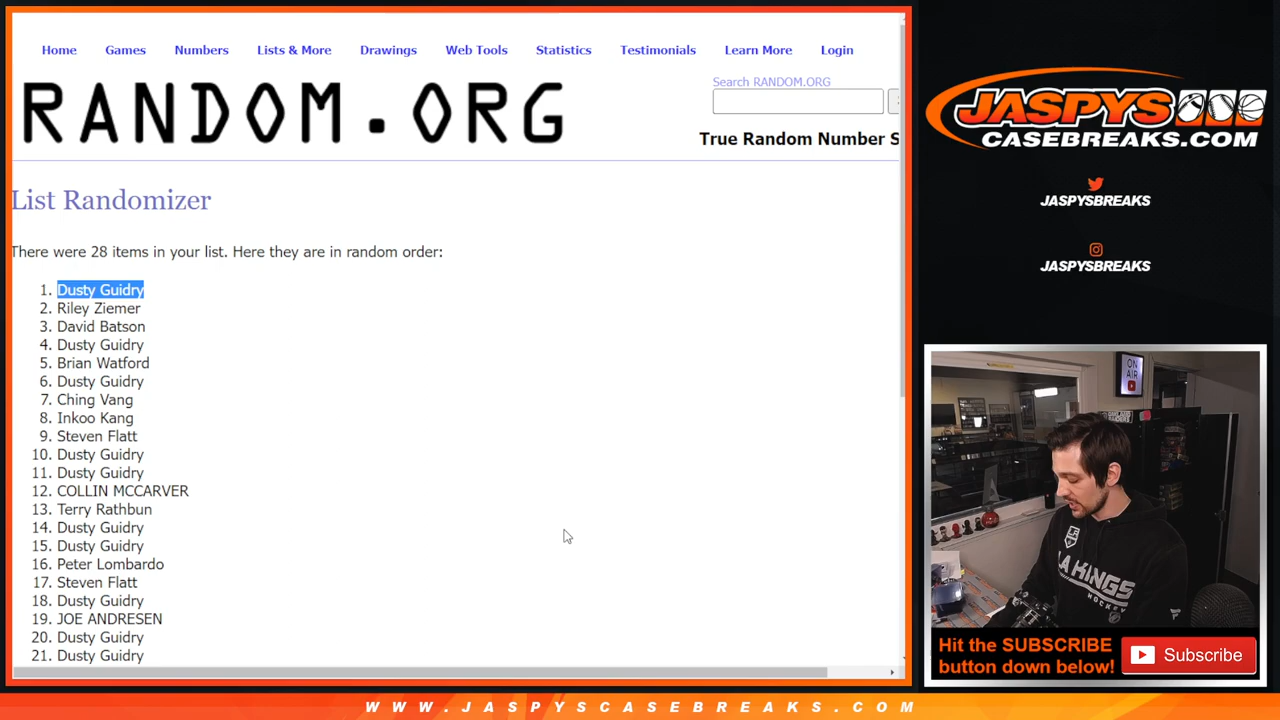 Home Games Numbers Lists & More Drawings Web Tools Statistics Testimonials Learn More Login
RANDOM.ORG
Search RANDOM.ORG
True Random Number S
List Randomizer
There were 28 items in your list. Here they are in random order:
1. Dusty Guidry
2. Riley Ziemer
3. David Batson
4. Dusty Guidry
5. Brian Watford
6. Dusty Guidry
7. Ching Vang
8. Inkoo Kang
9. Steven Flatt
10. Dusty Guidry
11. Dusty Guidry
12. COLLIN MCCARVER
13. Terry Rathbun
14. Dusty Guidry
15. Dusty Guidry
16. Peter Lombardo
17. Steven Flatt
18. Dusty Guidry
19. JOE ANDRESEN
20. Dusty Guidry
21. Dusty Guidry
JASPYS
CASEBREAKS.COM
JASPYSBREAKS
JASPYSBREAKS
ON
AIR
LA KINGS
HOCKEY
Hit the SUBSCRIBE
button down below!
Subscribe
WWW.JASPYSCASEBREAKS.COM